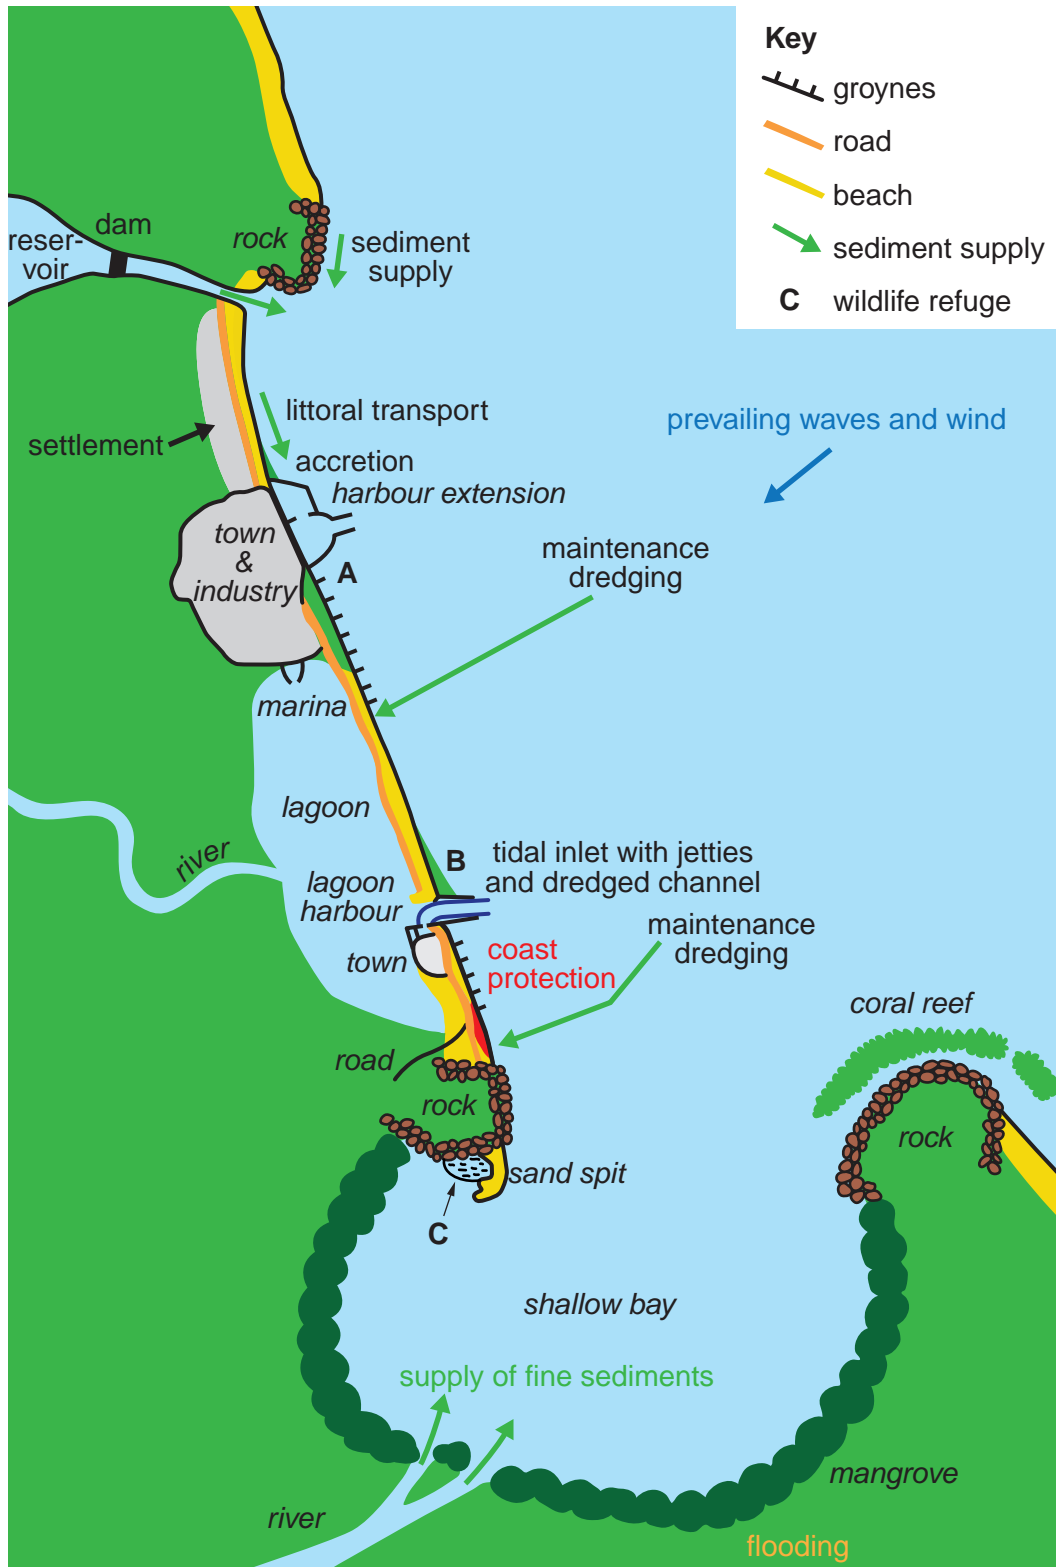 Key
groynes
road
beach
sediment supply
C wildlife refuge
dam
reser-
voir
rock
sediment
supply
littoral transport
settlement
accretion
harbour extension
prevailing waves and wind
town
&
industry
A
maintenance
dredging
marina
lagoon
river
B
tidal inlet with jetties
and dredged channel
lagoon
harbour
maintenance
dredging
town
coast
protection
coral reef
road
rock
rock
sand spit
C
shallow bay
supply of fine sediments
mangrove
river
flooding